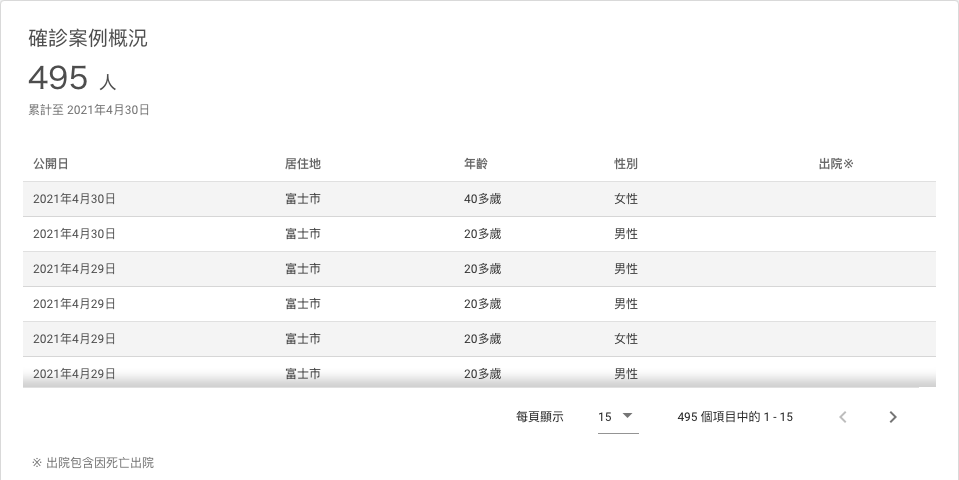 確診案例概況
495 人
累計至 2021年4月30日
公開日 居住地 年齡 性別 出院※
2021年4月30日 富士市 40多歲 女性
2021年4月30日 富士市 20多歲 男性
2021年4月29日 富士市 20多歲 男性
2021年4月29日 富士市 20多歲 男性
2021年4月29日 富士市 20多歲 女性
2021年4月29日 富士市 20多歲 男性
每頁顯示 15 495 個項目中的 1 - 15
※ 出院包含因死亡出院